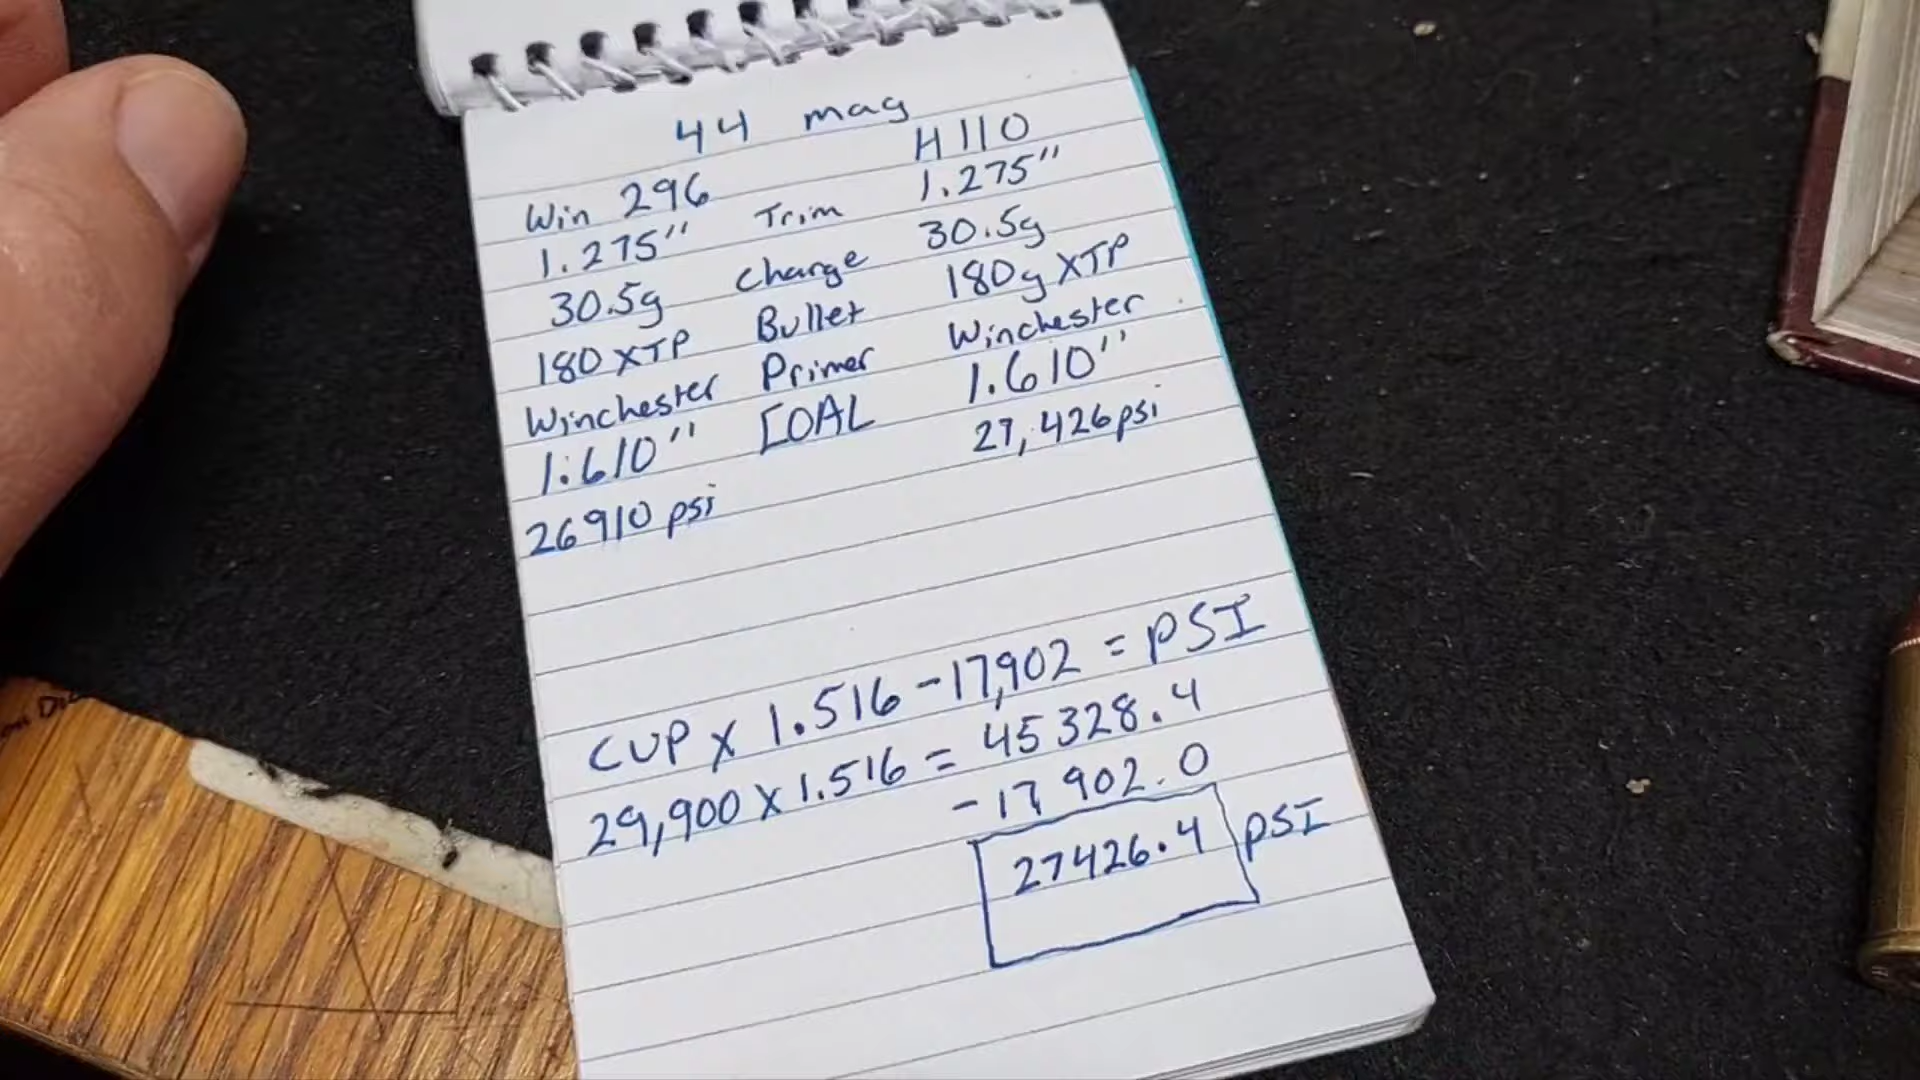 44 mag
Win 296 H110
1.275" Trim 1.275"
30.5g Charge 30.5g
180 XTP Bullet 180g XTP
Winchester Primer Winchester
1.610" COAL 1.610"
26910 psi 27,426psi
CUP x 1.516 - 17,902 = PSI
29,900 x 1.516 = 45328.4
- 17902.0
27426.4 PSI